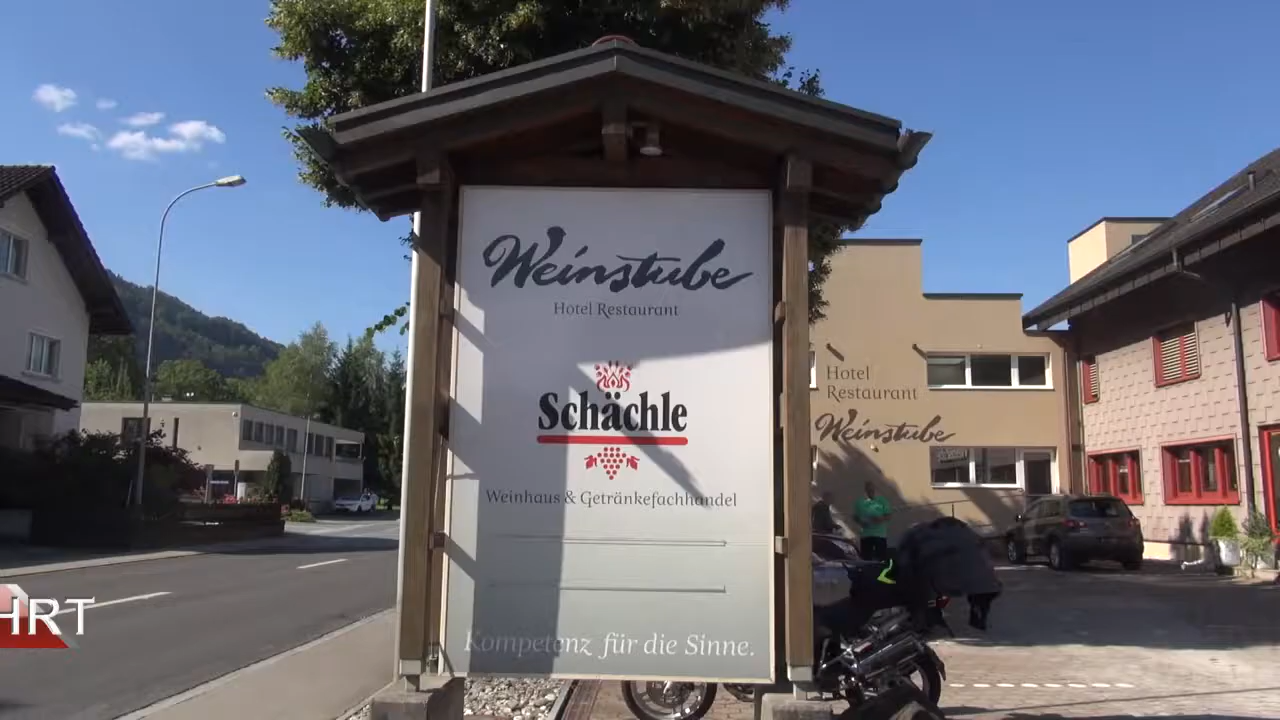 Weinstube
Hotel Restaurant
Schächle
Weinhaus & Getränkefachhandel
Kompetenz für die Sinne.
Hotel
Restaurant
Weinstube
HRT